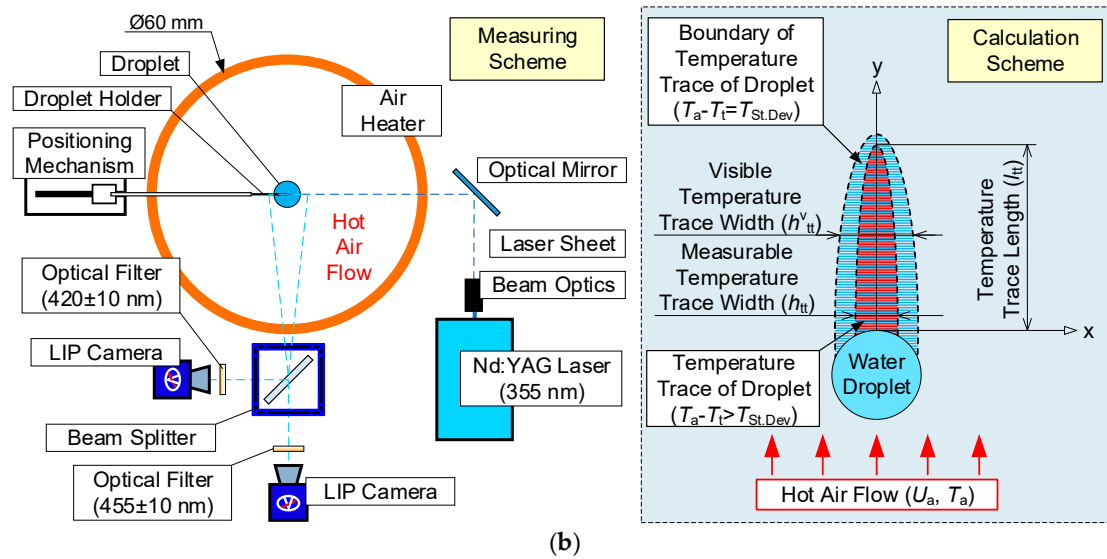 Ø60 mm
Droplet
Droplet Holder
Positioning
Mechanism
Measuring
Scheme
Air
Heater
Optical Mirror
Hot
Air
Flow
Laser Sheet
Beam Optics
Optical Filter
(420±10 nm)
LIP Camera
Nd:YAG Laser
(355 nm)
Beam Splitter
Optical Filter
(455±10 nm)
LIP Camera
Boundary of
Temperature
Trace of Droplet
(Ta-Tt=TSt.Dev)
y
Calculation
Scheme
Visible
Temperature
Trace Width (hᵛtt)
Measurable
Temperature
Trace Width (htt)
Temperature
Trace Length (ltt)
x
Temperature
Trace of Droplet
(Ta-Tt>TSt.Dev)
Water
Droplet
Hot Air Flow (Ua, Ta)
(b)